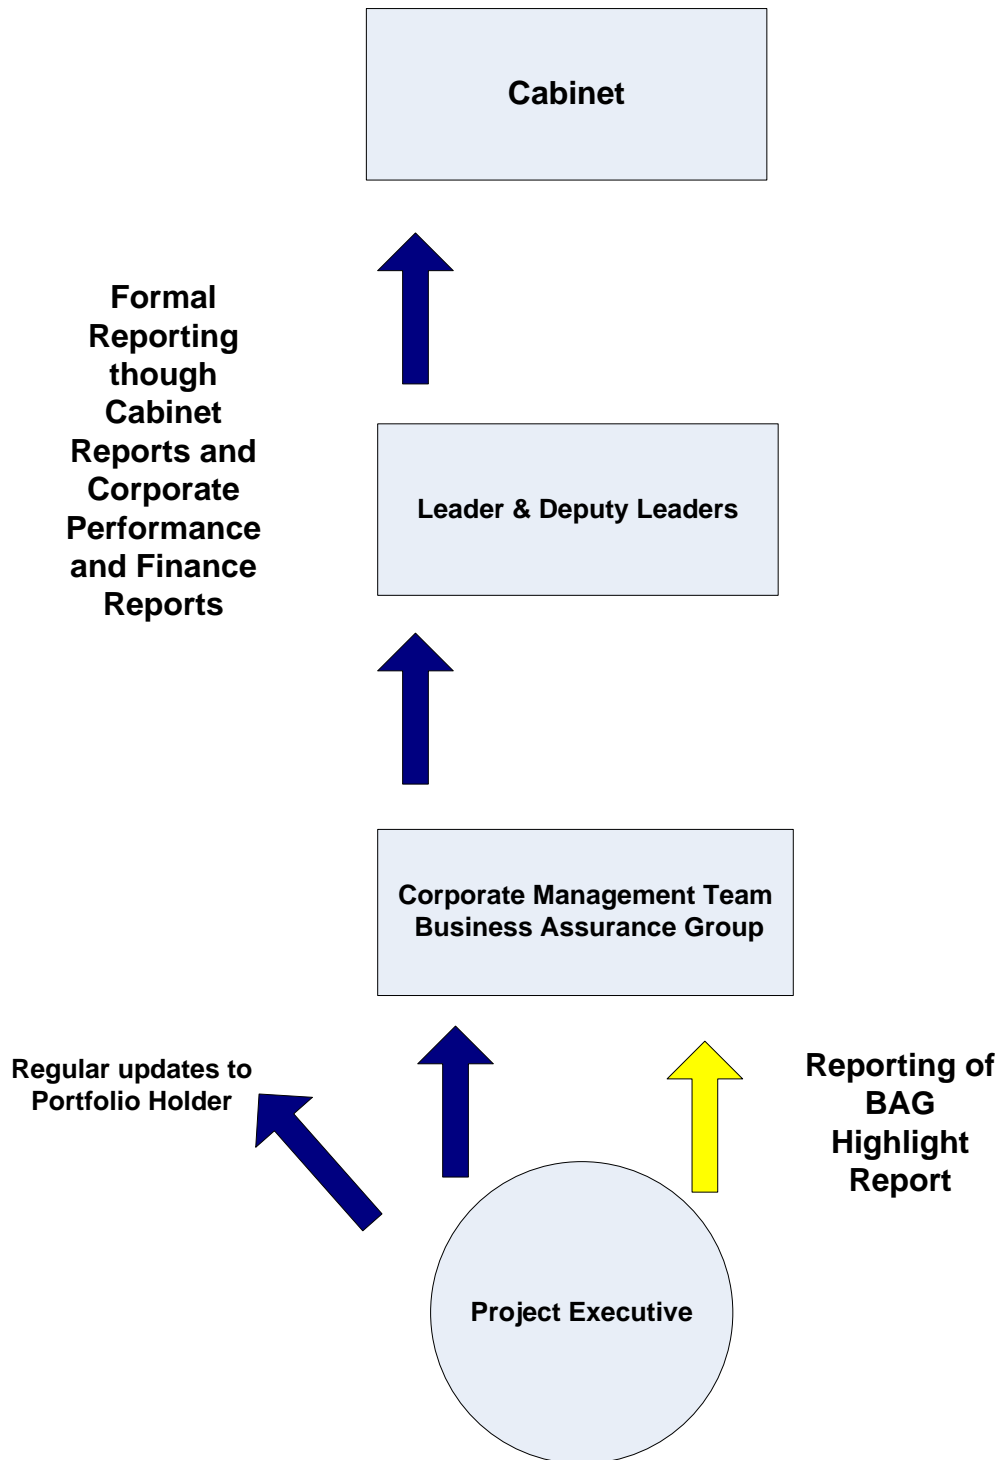 Cabinet
Formal
Reporting
though
Cabinet
Reports and
Corporate
Performance
and Finance
Reports
Leader & Deputy Leaders
Corporate Management Team
Business Assurance Group
Regular updates to
Portfolio Holder
Reporting of
BAG
Highlight
Report
Project Executive